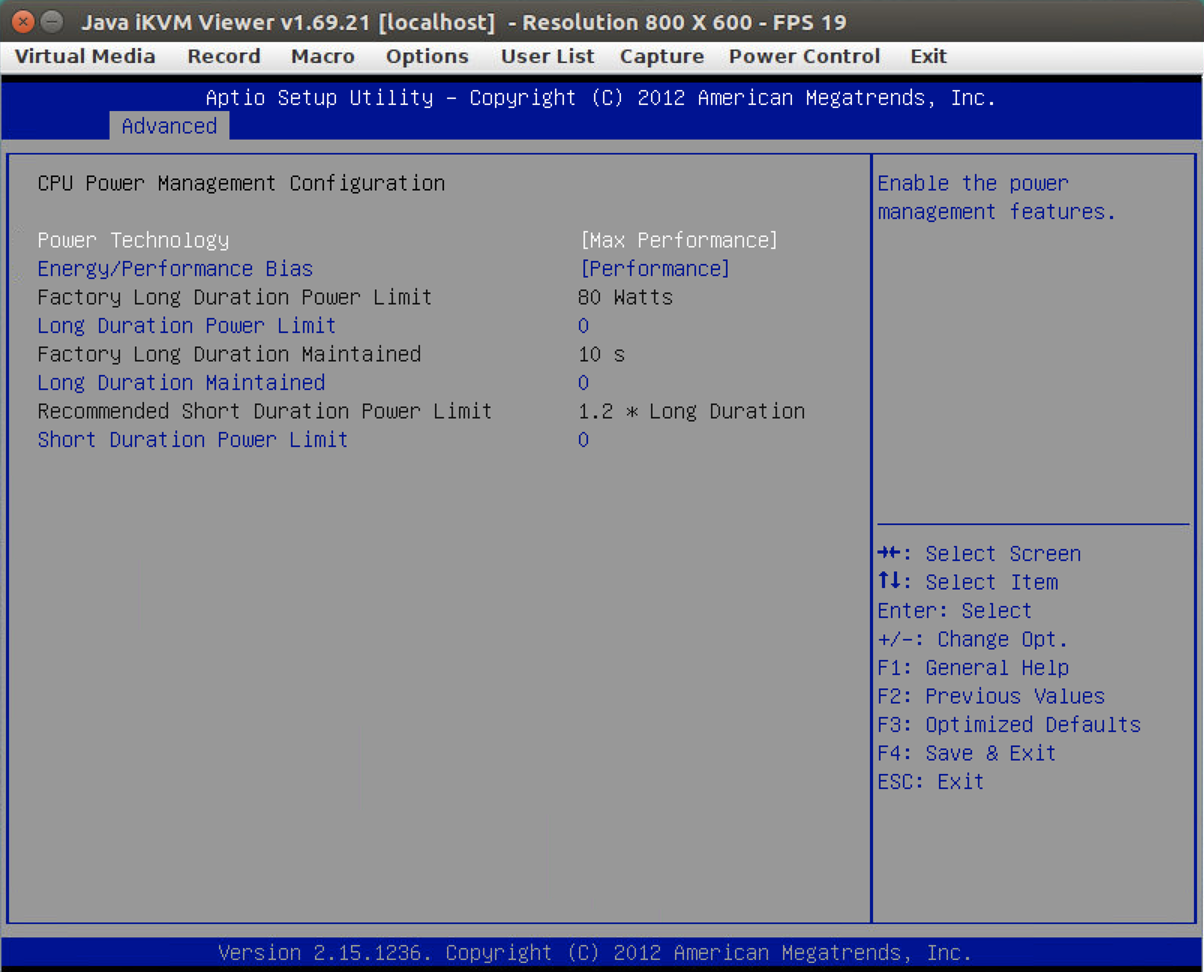 Java iKVM Viewer v1.69.21 [localhost]  - Resolution 800 X 600 - FPS 19
Virtual Media Record Macro Options User List Capture Power Control Exit
Aptio Setup Utility – Copyright (C) 2012 American Megatrends, Inc.
Advanced
CPU Power Management Configuration
Power Technology [Max Performance]
Energy/Performance Bias [Performance]
Factory Long Duration Power Limit 80 Watts
Long Duration Power Limit 0
Factory Long Duration Maintained 10 s
Long Duration Maintained 0
Recommended Short Duration Power Limit 1.2 * Long Duration
Short Duration Power Limit 0
Enable the power
management features.
→←: Select Screen
↑↓: Select Item
Enter: Select
+/-: Change Opt.
F1: General Help
F2: Previous Values
F3: Optimized Defaults
F4: Save & Exit
ESC: Exit
Version 2.15.1236. Copyright (C) 2012 American Megatrends, Inc.